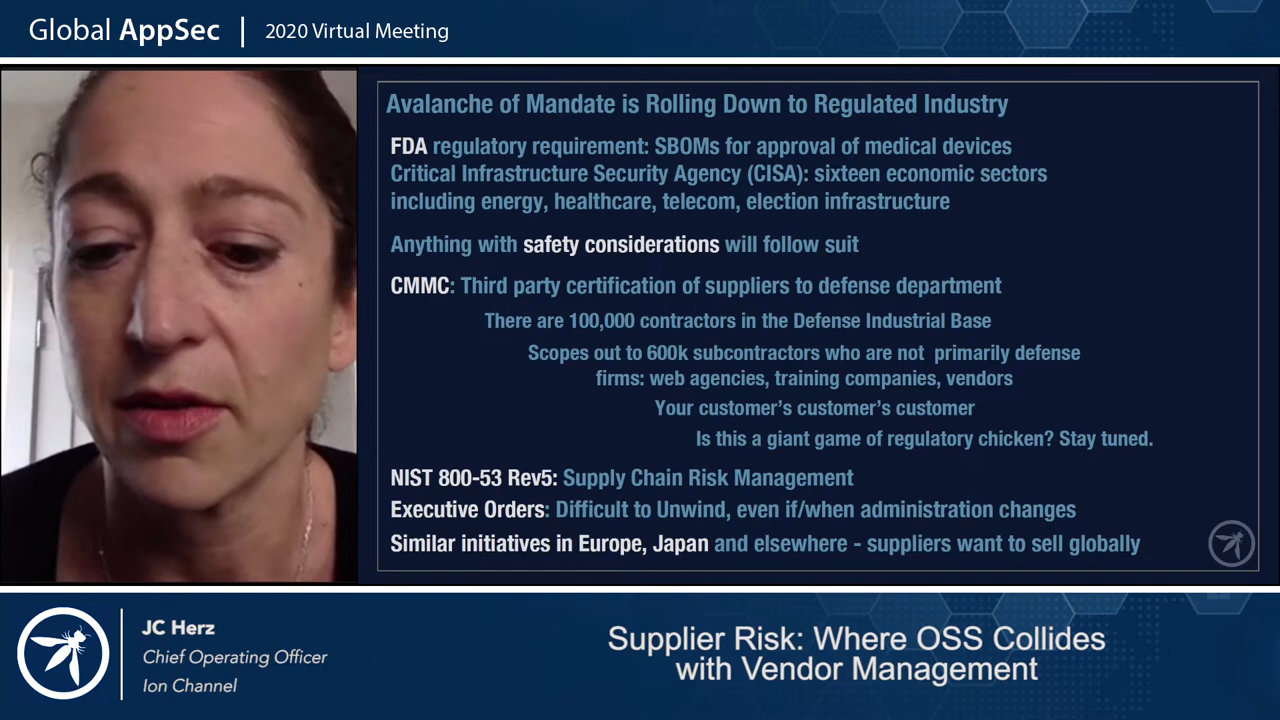 Global AppSec | 2020 Virtual Meeting
Avalanche of Mandate is Rolling Down to Regulated Industry
FDA regulatory requirement: SBOMs for approval of medical devices
Critical Infrastructure Security Agency (CISA): sixteen economic sectors
including energy, healthcare, telecom, election infrastructure
Anything with safety considerations will follow suit
CMMC: Third party certification of suppliers to defense department
There are 100,000 contractors in the Defense Industrial Base
Scopes out to 600k subcontractors who are not primarily defense
firms: web agencies, training companies, vendors
Your customer's customer's customer
Is this a giant game of regulatory chicken? Stay tuned.
NIST 800-53 Rev5: Supply Chain Risk Management
Executive Orders: Difficult to Unwind, even if/when administration changes
Similar initiatives in Europe, Japan and elsewhere - suppliers want to sell globally
JC Herz
Chief Operating Officer
Ion Channel
Supplier Risk: Where OSS Collides
with Vendor Management